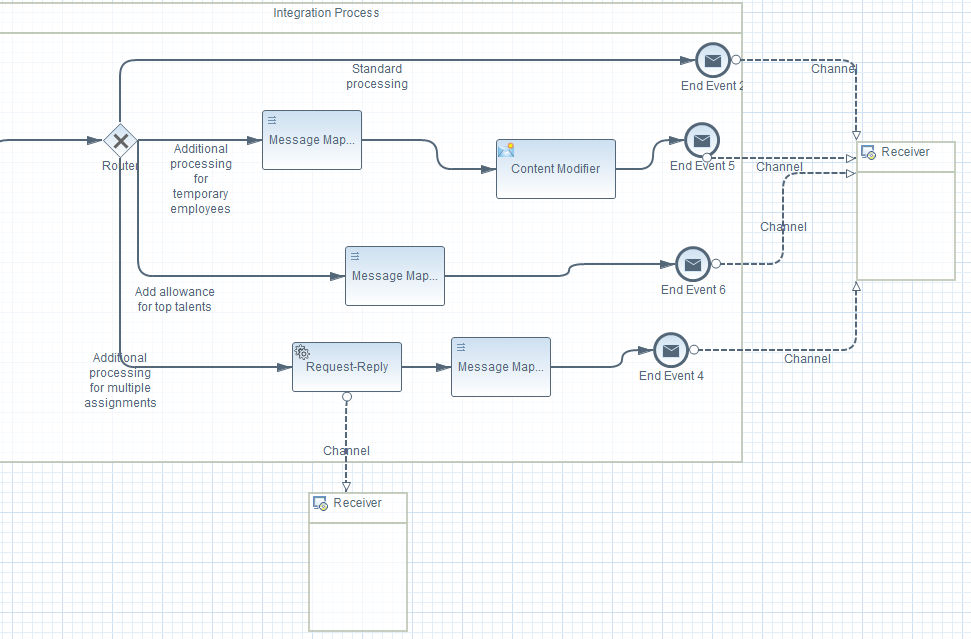 Integration Process
Standard
processing
End Event 2
Channel
Router
Additional
processing
for
temporary
employees
Message Map...
Content Modifier
End Event 5
Channel
Receiver
Channel
Add allowance
for top talents
Message Map...
End Event 6
Additional
processing
for multiple
assignments
Request-Reply
Message Map...
End Event 4
Channel
Channel
Receiver